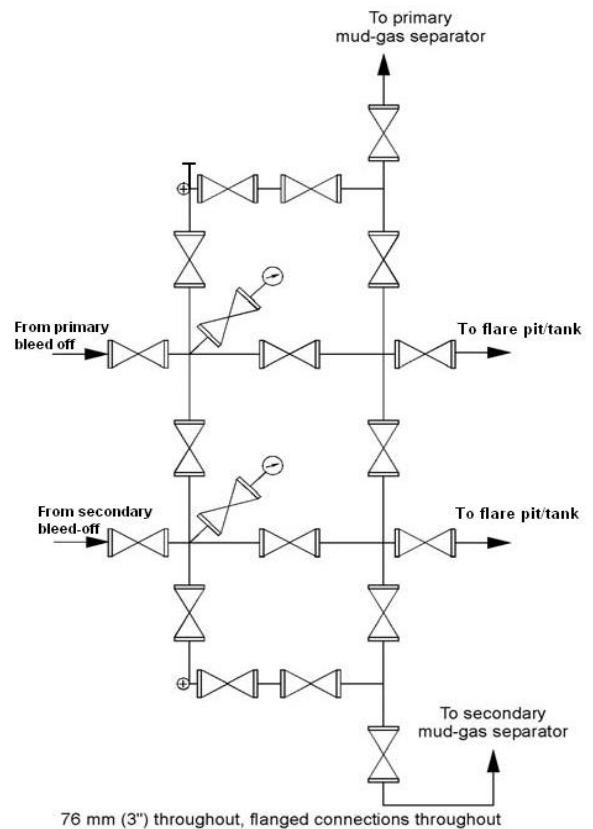 To primary
mud-gas separator
From primary
bleed off
To flare pit/tank
From secondary
bleed-off
To flare pit/tank
To secondary
mud-gas separator
76 mm (3") throughout, flanged connections throughout